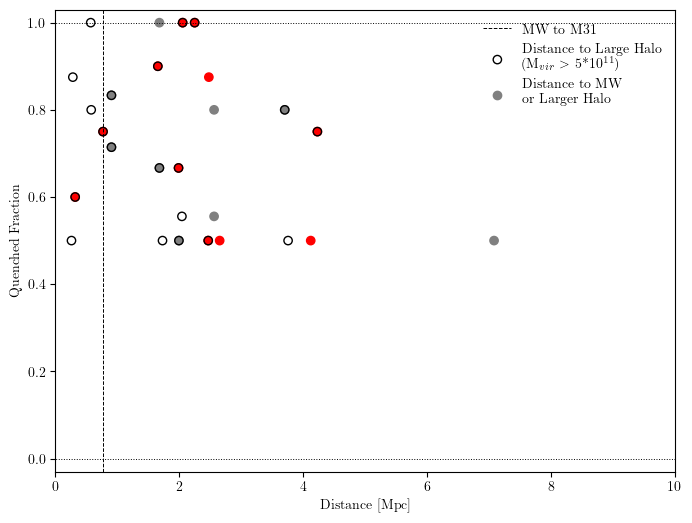 MW to M31
Distance to Large Halo
(M_vir > 5*10^11)
Distance to MW
or Larger Halo
1.0
0.8
0.6
0.4
0.2
0.0
Quenched Fraction
0 2 4 6 8 10
Distance [Mpc]